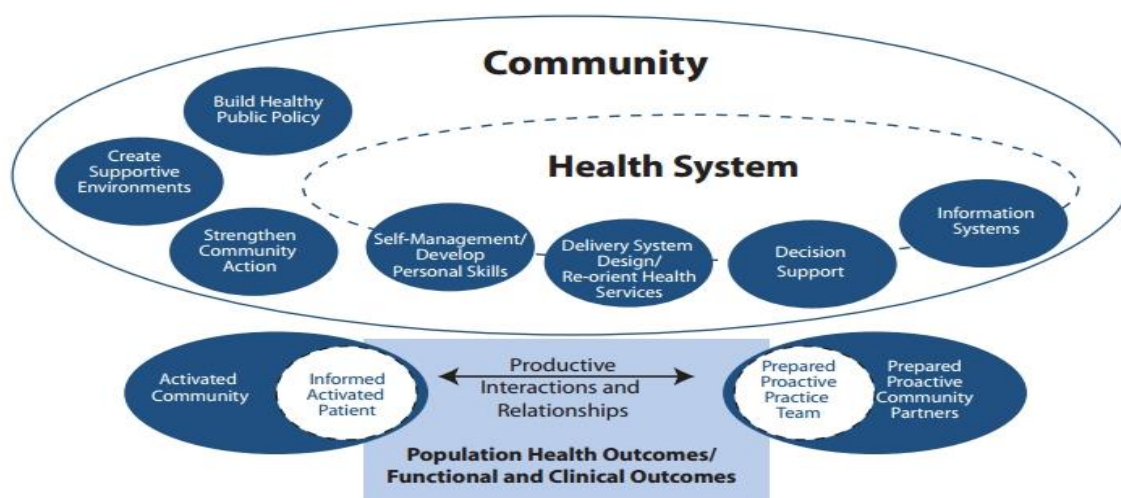 Community
Build Healthy
Public Policy
Health System
Create
Supportive
Environments
Strengthen
Community
Action
Self-Management/
Develop
Personal Skills
Delivery System
Design/
Re-orient Health
Services
Decision
Support
Information
Systems
Activated
Community
Informed
Activated
Patient
Productive
Interactions and
Relationships
Prepared
Proactive
Practice
Team
Prepared
Proactive
Community
Partners
Population Health Outcomes/
Functional and Clinical Outcomes